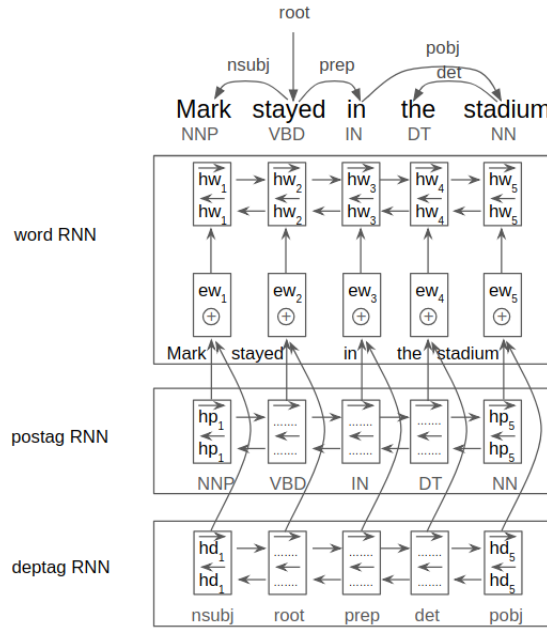 root
nsubj prep pobj
det
Mark stayed in the stadium
NNP VBD IN DT NN
hw1 hw2 hw3 hw4 hw5
hw1 hw2 hw3 hw4 hw5
word RNN
ew1 ew2 ew3 ew4 ew5
+ + + + +
Mark stayed in the stadium
hp1 ....... ....... ....... hp5
postag RNN
hp1 ....... ....... ....... hp5
NNP VBD IN DT NN
hd1 ....... ....... ....... hd5
deptag RNN
hd1 ....... ....... ....... hd5
nsubj root prep det pobj